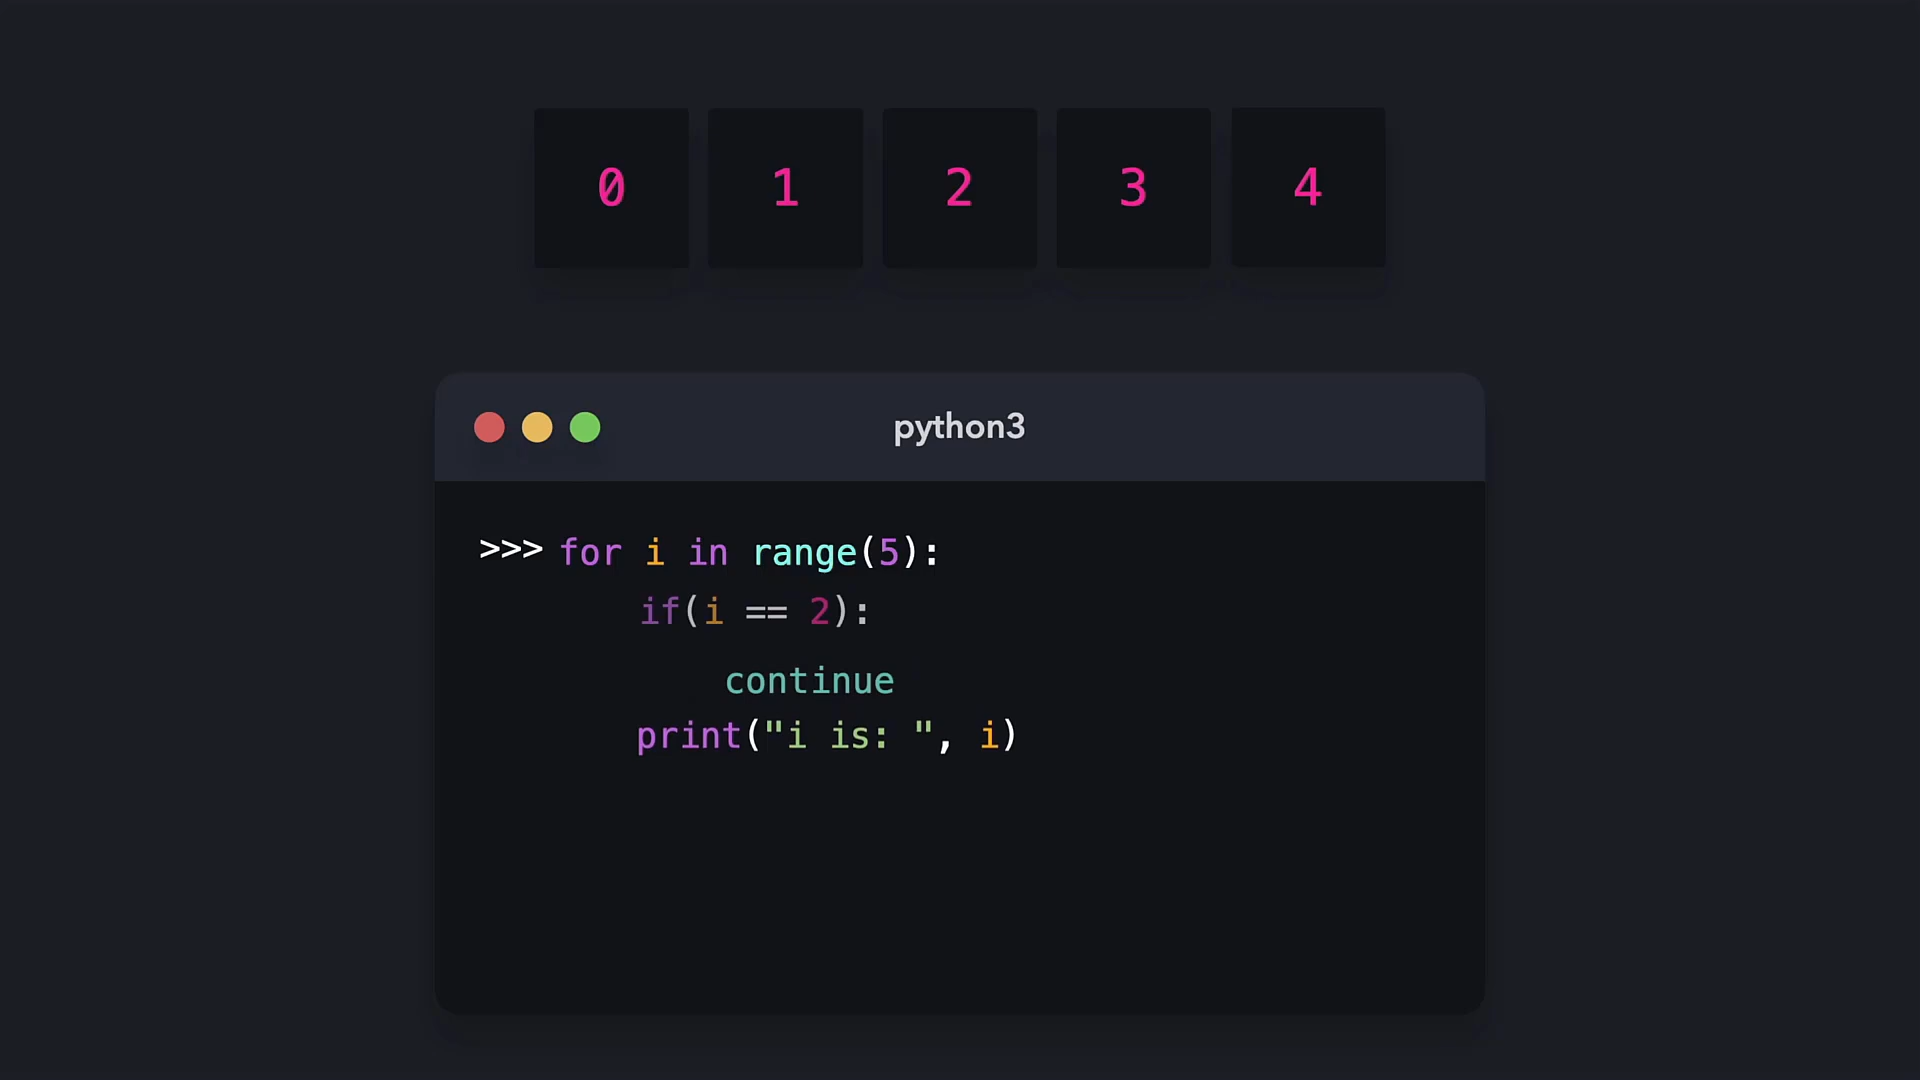 0 1 2 3 4
python3
>>> for i in range(5):
if(i == 2):
continue
print("i is: ", i)